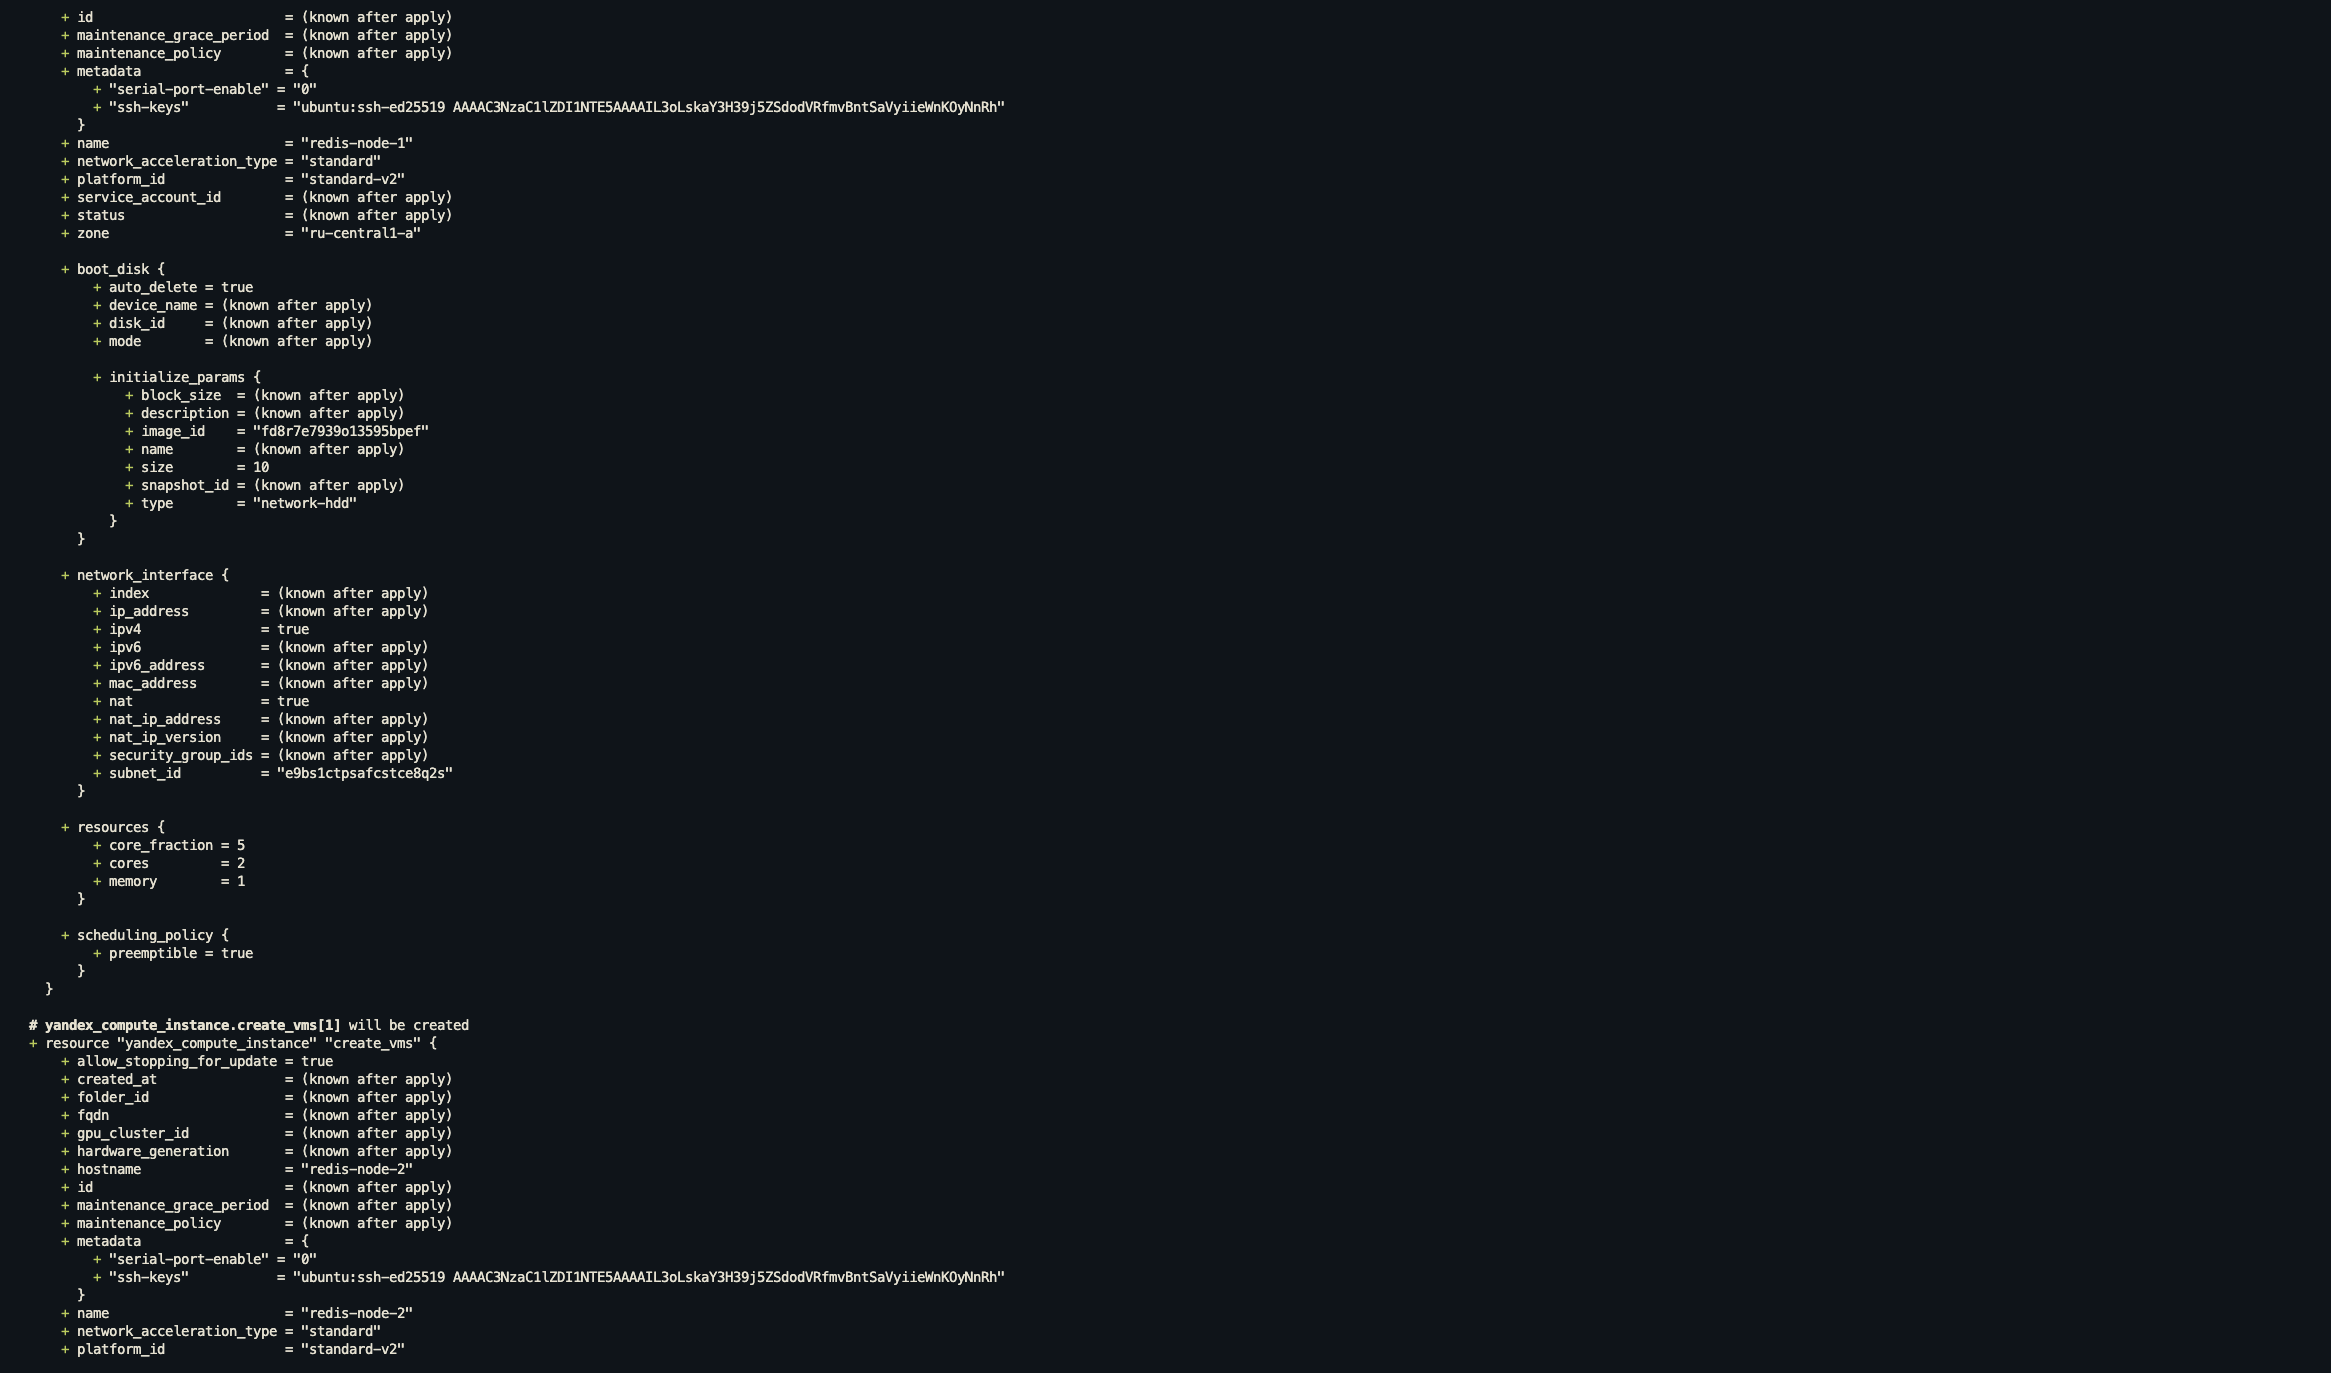 + id                        = (known after apply)
+ maintenance_grace_period  = (known after apply)
+ maintenance_policy        = (known after apply)
+ metadata                  = {
+ "serial-port-enable" = "0"
+ "ssh-keys"           = "ubuntu:ssh-ed25519 AAAAC3NzaC1lZDI1NTE5AAAAIL3oLskaY3H39j5ZSdodVRfmvBntSaVyiieWnKOyNnRh"
}
+ name                      = "redis-node-1"
+ network_acceleration_type = "standard"
+ platform_id               = "standard-v2"
+ service_account_id        = (known after apply)
+ status                    = (known after apply)
+ zone                      = "ru-central1-a"
+ boot_disk {
+ auto_delete = true
+ device_name = (known after apply)
+ disk_id     = (known after apply)
+ mode        = (known after apply)
+ initialize_params {
+ block_size  = (known after apply)
+ description = (known after apply)
+ image_id    = "fd8r7e7939o13595bpef"
+ name        = (known after apply)
+ size        = 10
+ snapshot_id = (known after apply)
+ type        = "network-hdd"
}
}
+ network_interface {
+ index              = (known after apply)
+ ip_address         = (known after apply)
+ ipv4               = true
+ ipv6               = (known after apply)
+ ipv6_address       = (known after apply)
+ mac_address        = (known after apply)
+ nat                = true
+ nat_ip_address     = (known after apply)
+ nat_ip_version     = (known after apply)
+ security_group_ids = (known after apply)
+ subnet_id          = "e9bs1ctpsafcstce8q2s"
}
+ resources {
+ core_fraction = 5
+ cores         = 2
+ memory        = 1
}
+ scheduling_policy {
+ preemptible = true
}
}
# yandex_compute_instance.create_vms[1] will be created
+ resource "yandex_compute_instance" "create_vms" {
+ allow_stopping_for_update = true
+ created_at                = (known after apply)
+ folder_id                 = (known after apply)
+ fqdn                      = (known after apply)
+ gpu_cluster_id            = (known after apply)
+ hardware_generation       = (known after apply)
+ hostname                  = "redis-node-2"
+ id                        = (known after apply)
+ maintenance_grace_period  = (known after apply)
+ maintenance_policy        = (known after apply)
+ metadata                  = {
+ "serial-port-enable" = "0"
+ "ssh-keys"           = "ubuntu:ssh-ed25519 AAAAC3NzaC1lZDI1NTE5AAAAIL3oLskaY3H39j5ZSdodVRfmvBntSaVyiieWnKOyNnRh"
}
+ name                      = "redis-node-2"
+ network_acceleration_type = "standard"
+ platform_id               = "standard-v2"